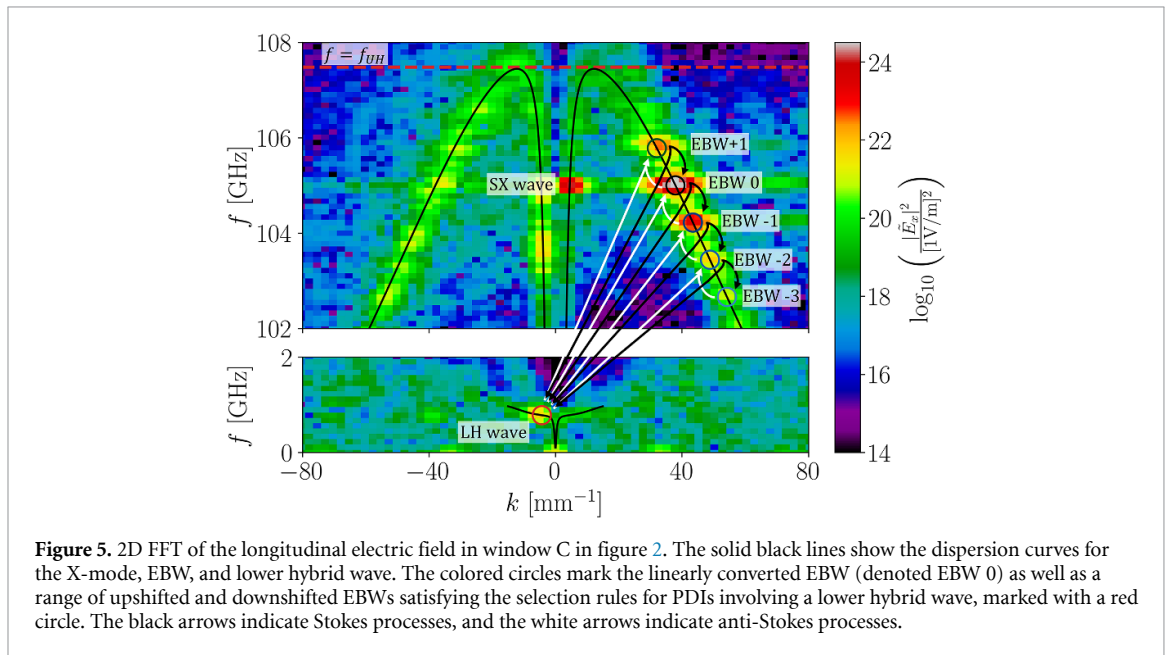 108
f = f_UH
106
EBW+1
SX wave
EBW 0
f [GHz]
104
EBW -1
EBW -2
EBW -3
102
2
f [GHz]
LH wave
0
−80
−40
0
40
80
k [mm⁻¹]
24
22
20
18
16
14
log₁₀ ( |Ẽₓ|² / [1V/m]² )
Figure 5. 2D FFT of the longitudinal electric field in window C in figure 2. The solid black lines show the dispersion curves for
the X-mode, EBW, and lower hybrid wave. The colored circles mark the linearly converted EBW (denoted EBW 0) as well as a
range of upshifted and downshifted EBWs satisfying the selection rules for PDIs involving a lower hybrid wave, marked with a red
circle. The black arrows indicate Stokes processes, and the white arrows indicate anti-Stokes processes.